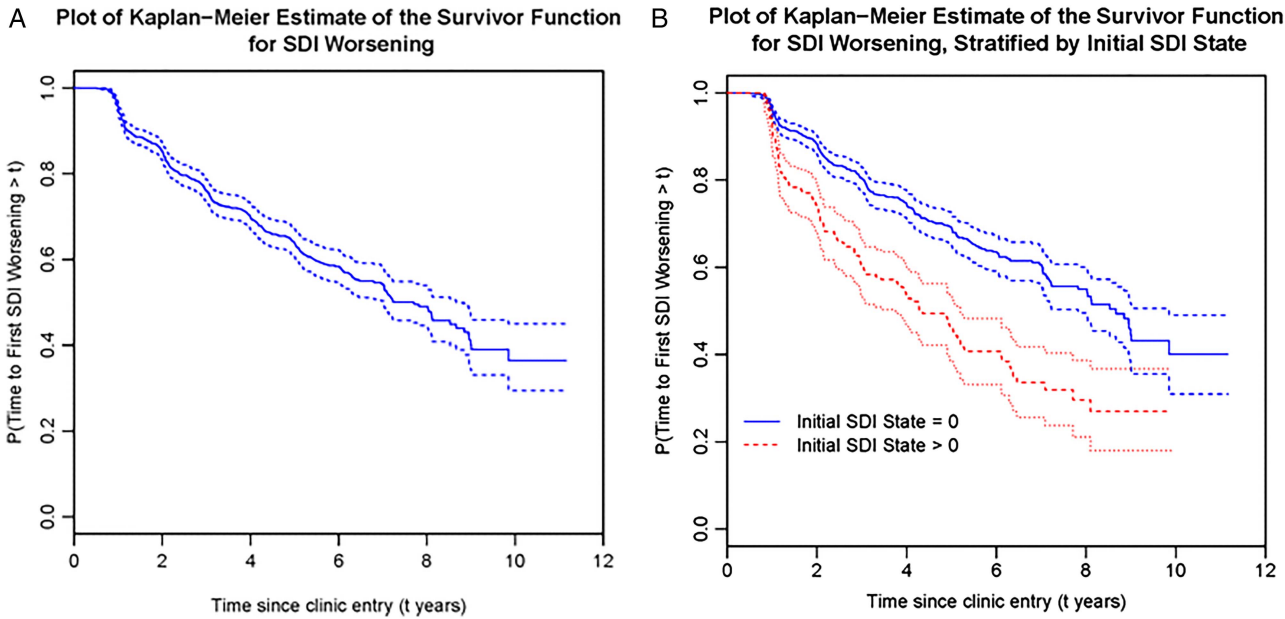 A
Plot of Kaplan−Meier Estimate of the Survivor Function
for SDI Worsening
P(Time to First SDI Worsening > t)
1.0
0.8
0.6
0.4
0.2
0.0
0 2 4 6 8 10 12
Time since clinic entry (t years)
B
Plot of Kaplan−Meier Estimate of the Survivor Function
for SDI Worsening, Stratified by Initial SDI State
P(Time to First SDI Worsening > t)
1.0
0.8
0.6
0.4
0.2
0.0
Initial SDI State = 0
Initial SDI State > 0
0 2 4 6 8 10 12
Time since clinic entry (t years)